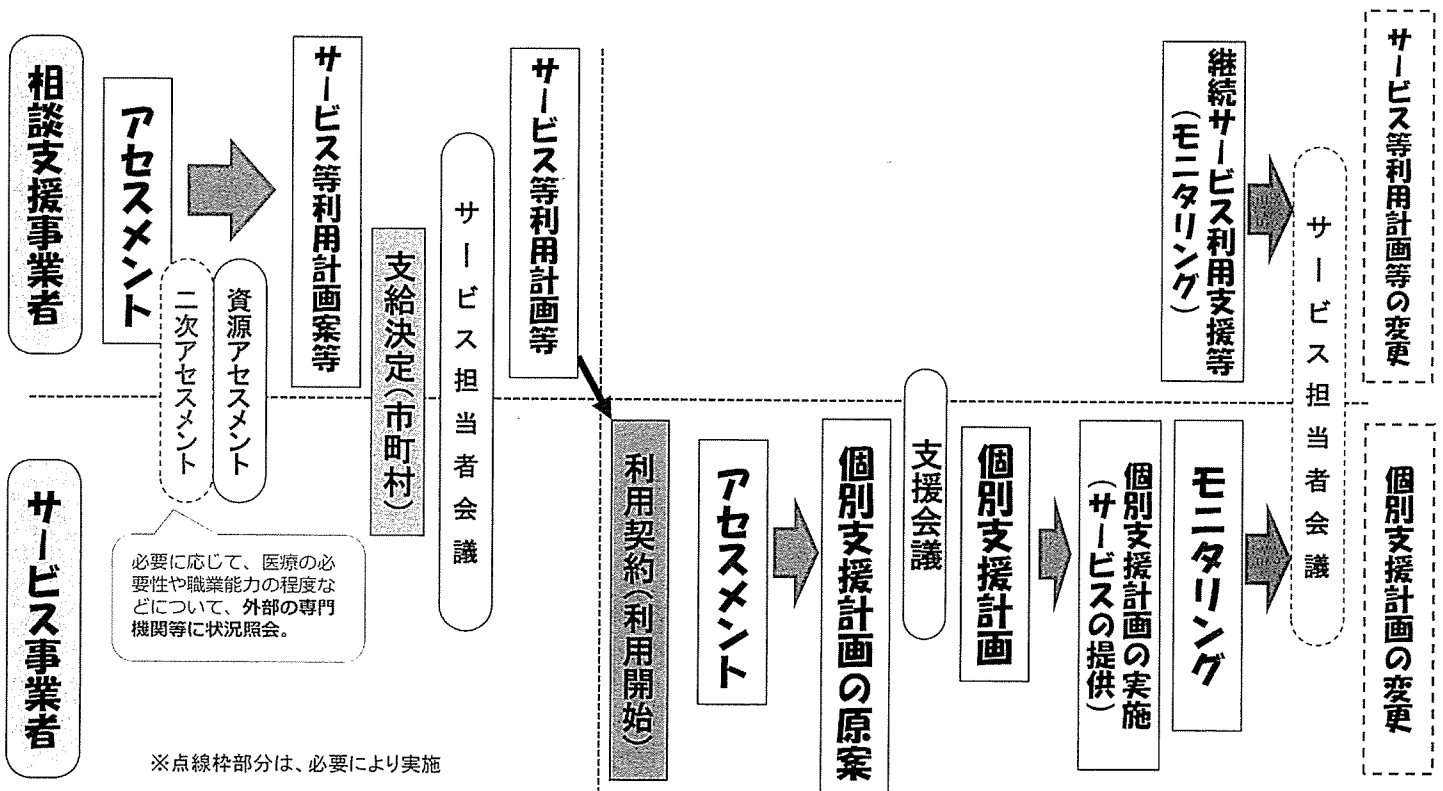 相談支援事業者
アセスメント
二次アセスメント
資源アセスメント
サービス等利用計画案等
支給決定(市町村)
サービス担当者会議
サービス等利用計画等
継続サービス利用支援等
(モニタリング)
サービス担当者会議
サービス等利用計画等の変更
サービス事業者
必要に応じて、医療の必
要性や職業能力の程度な
どについて、外部の専門
機関等に状況照会。
利用契約(利用開始)
アセスメント
個別支援計画の原案
支援会議
個別支援計画
個別支援計画の実施
(サービスの提供)
モニタリング
個別支援計画の変更
※点線枠部分は、必要により実施